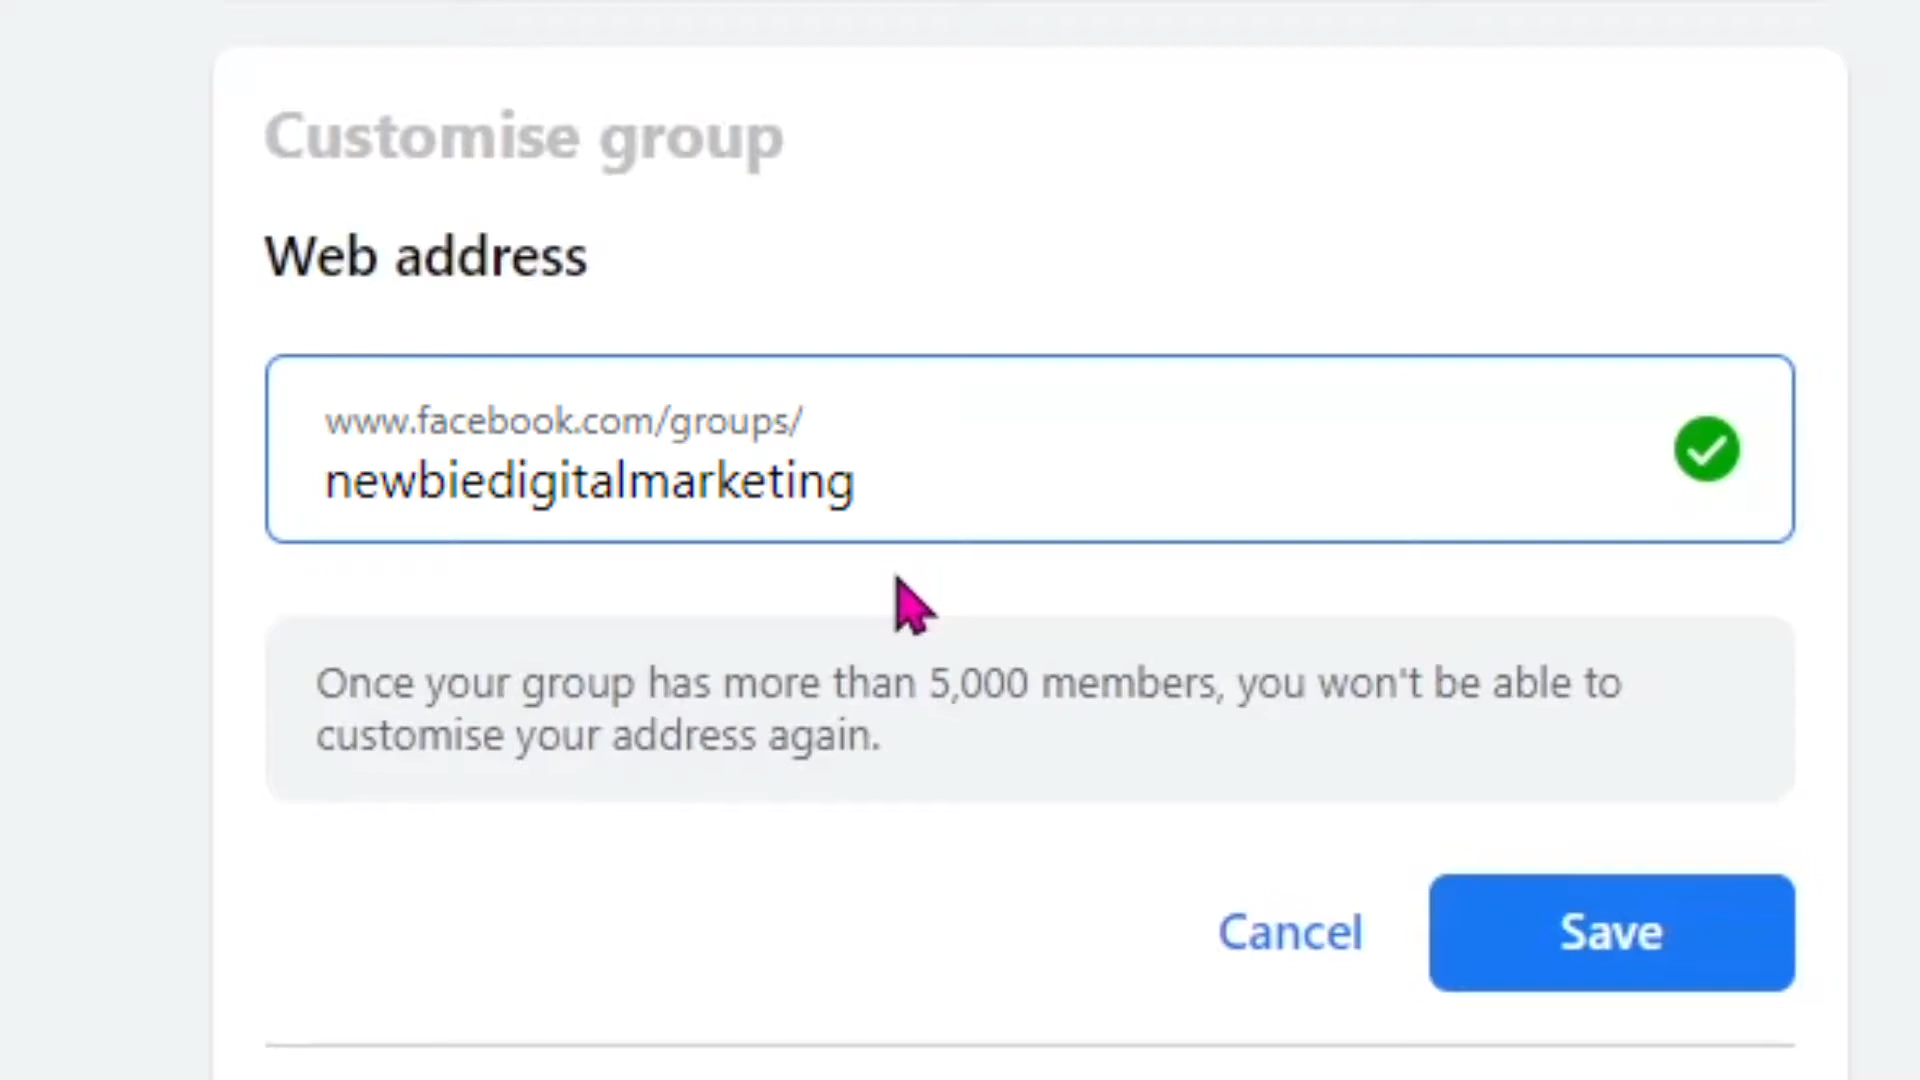 Customise group
Web address
www.facebook.com/groups/
newbiedigitalmarketing
Once your group has more than 5,000 members, you won't be able to
customise your address again.
Cancel
Save